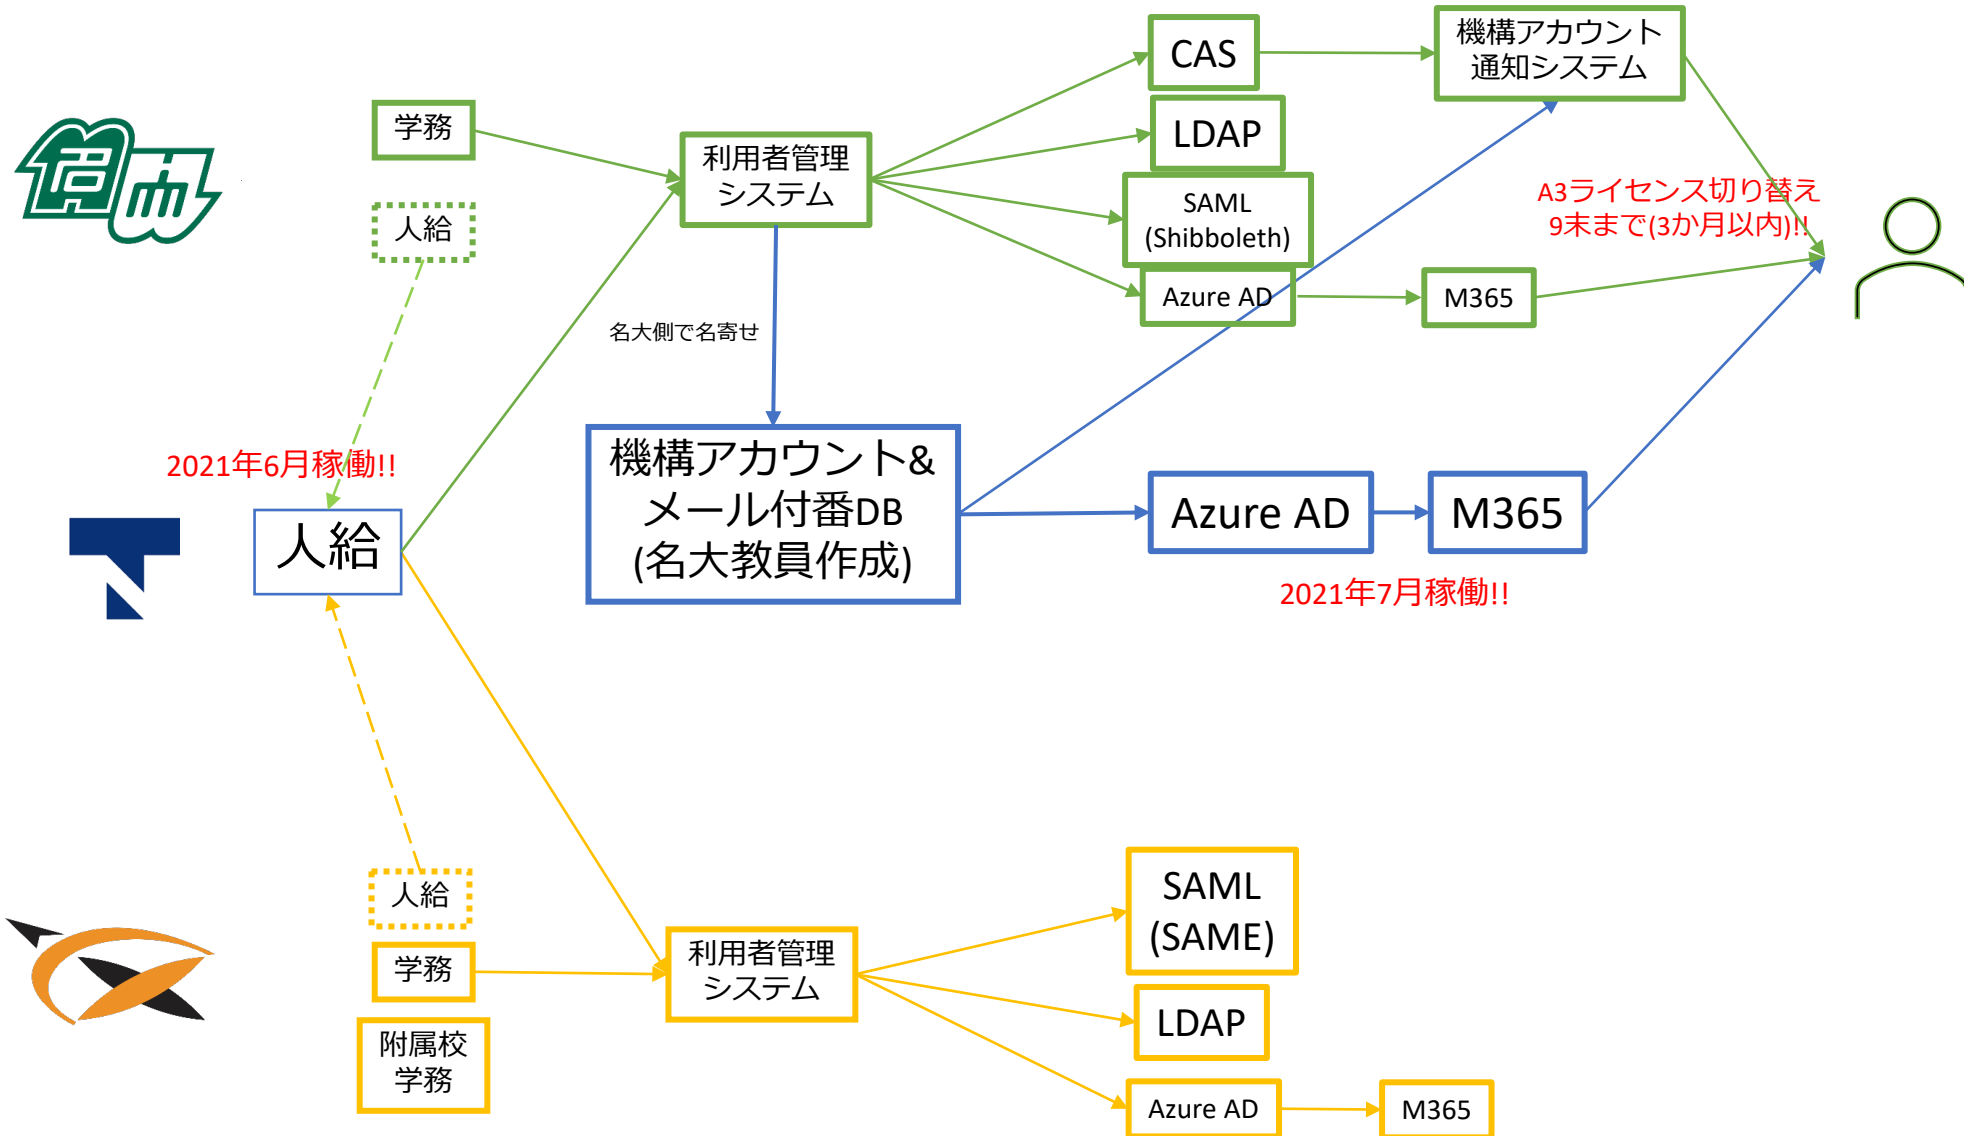 CAS
機構アカウント
通知システム
学務
利用者管理
システム
LDAP
人給
SAML
(Shibboleth)
A3ライセンス切り替え
9末まで(3か月以内)!!
Azure AD
M365
名大側で名寄せ
2021年6月稼働!!
人給
機構アカウント&
メール付番DB
(名大教員作成)
Azure AD
M365
2021年7月稼働!!
人給
学務
附属校
学務
利用者管理
システム
SAML
(SAME)
LDAP
Azure AD
M365